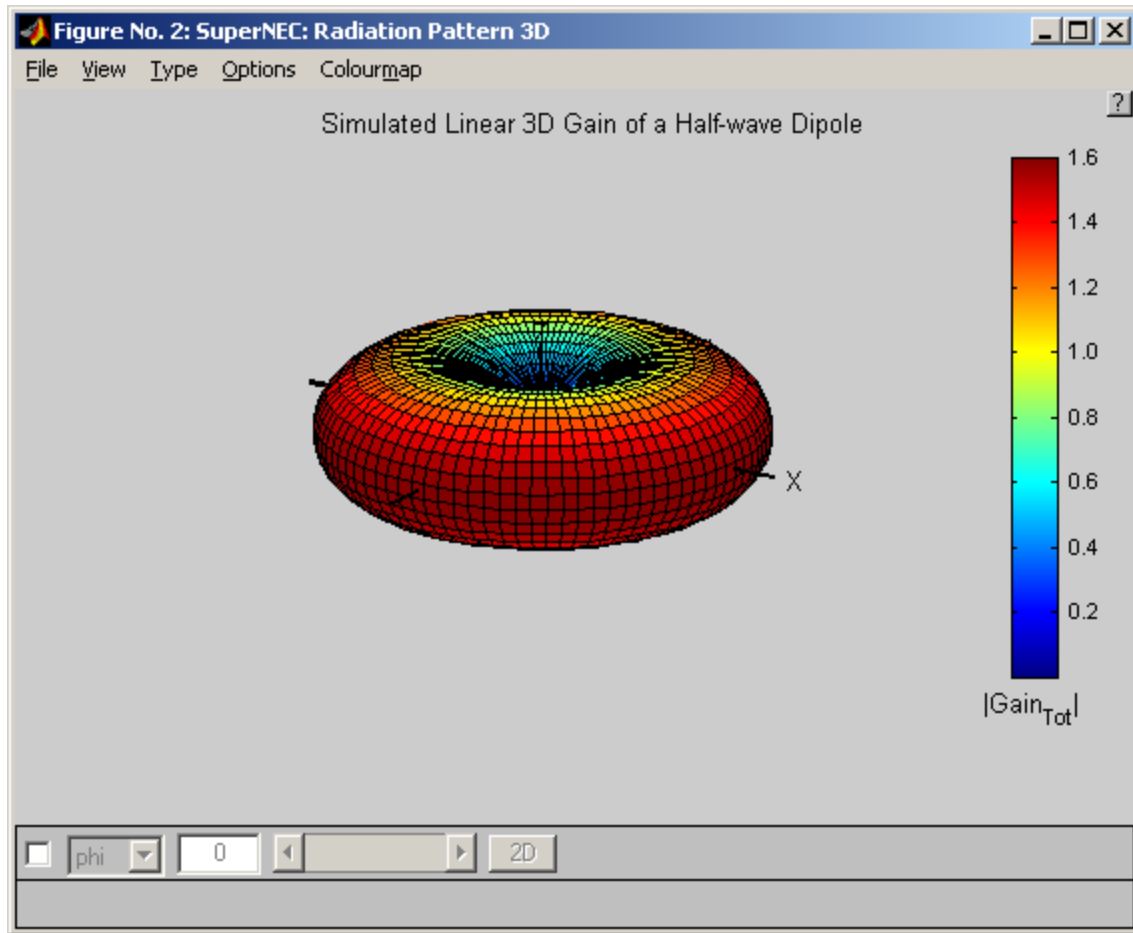 Figure No. 2: SuperNEC: Radiation Pattern 3D
File View Type Options Colourmap
?
Simulated Linear 3D Gain of a Half-wave Dipole
1.6
1.4
1.2
1.0
0.8
0.6
X
0.4
0.2
|GainTot|
phi 0 2D